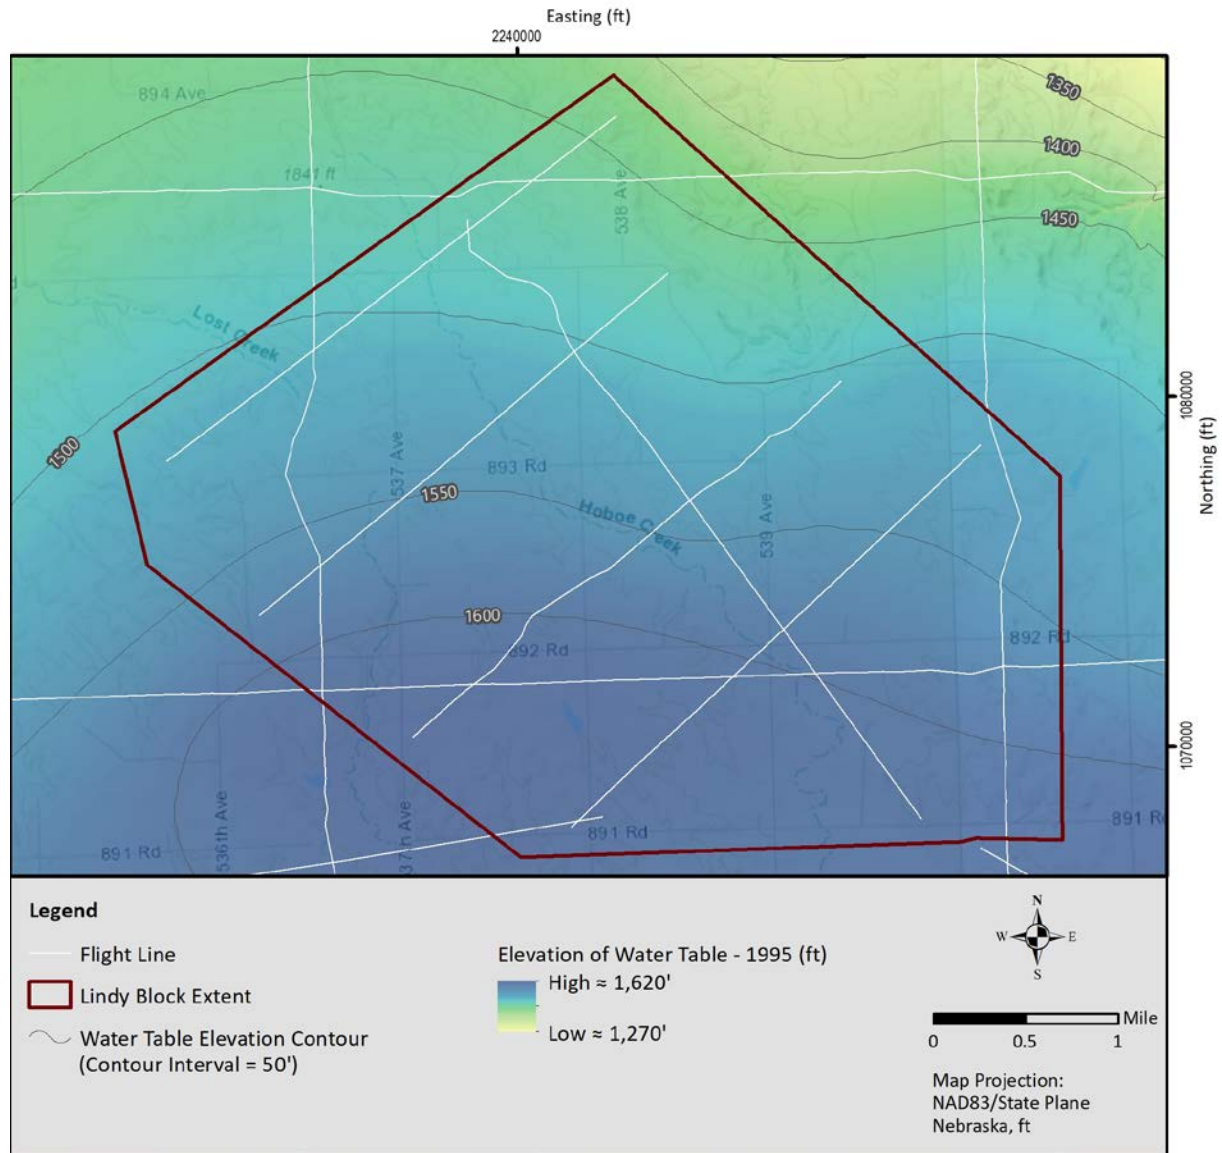 Easting (ft)
2240000
894 Ave
1350
1400
1841 ft
538 Ave
1450
Lost Creek
1080000
Northing (ft)
1500
537 Ave
893 Rd
1550
Hoboe Creek
539 Ave
1600
892 Rd
892 Rd
1070000
536th Ave
37th Ave
891 Rd
891 Rd
891 R
Legend
Flight Line
Lindy Block Extent
Water Table Elevation Contour
(Contour Interval = 50')
Elevation of Water Table - 1995 (ft)
High ≈ 1,620'
Low ≈ 1,270'
N
W E
S
Mile
0 0.5 1
Map Projection:
NAD83/State Plane
Nebraska, ft